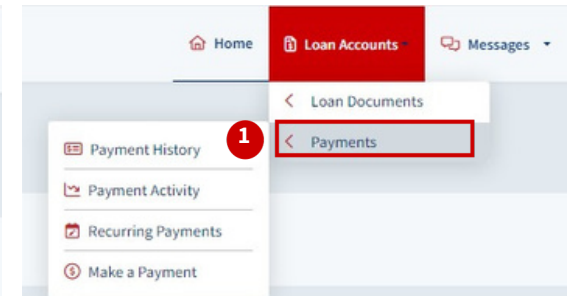 Home Loan Accounts Messages
Loan Documents
1
Payments
Payment History
Payment Activity
Recurring Payments
Make a Payment